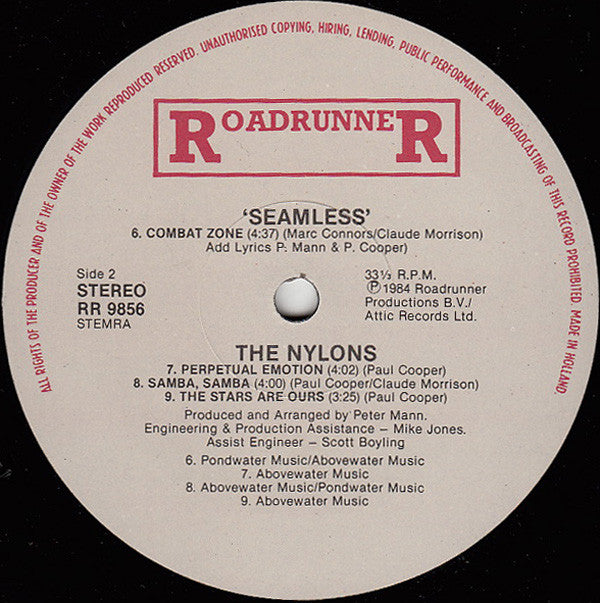 ALL RIGHTS OF THE PRODUCER AND OF THE OWNER OF THE WORK REPRODUCED RESERVED. UNAUTHORISED COPYING, HIRING, LENDING, PUBLIC PERFORMANCE AND BROADCASTING OF THIS RECORD PROHIBITED. MADE IN HOLLAND.
ROADRUNNER
'SEAMLESS'
6. COMBAT ZONE (4:37) (Marc Connors/Claude Morrison)
Add Lyrics P. Mann & P. Cooper)
Side 2
STEREO
RR 9856
STEMRA
33⅓ R.P.M.
Ⓟ 1984 Roadrunner
Productions B.V./
Attic Records Ltd.
THE NYLONS
7. PERPETUAL EMOTION (4:02) (Paul Cooper)
8. SAMBA, SAMBA (4:00) (Paul Cooper/Claude Morrison)
9. THE STARS ARE OURS (3:25) (Paul Cooper)
Produced and Arranged by Peter Mann.
Engineering & Production Assistance – Mike Jones.
Assist Engineer – Scott Boyling
6. Pondwater Music/Abovewater Music
7. Abovewater Music
8. Abovewater Music/Pondwater Music
9. Abovewater Music